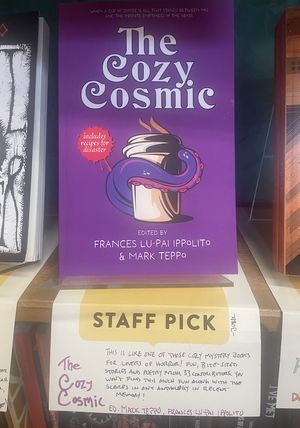 WHEN A CUP OF COFFEE IS ALL THAT STANDS BETWEEN YOU
AND THE INFINITE EMPTINESS OF THE ABYSS
The
Cozy
Cosmic
includes
recipes for
disaster
EDITED BY
FRANCES LU-PAI IPPOLITO
& MARK TEPPO
STAFF PICK
The
Cozy
Cosmic
THIS IS LIKE ONE OF THOSE COZY MYSTERY BOOKS
FOR LOVERS OF HORROR! FUN, BITE-SIZED
STORIES AND POETRY FROM 33 CONTRIBUTORS. YOU
WON'T FIND THIS MUCH FUN ALONG WITH THE
SCARES IN ANY ANTHOLOGY IN RECENT
MEMORY!
ED. MARK TEPPO, FRANCES LU-PAI IPPOLITO